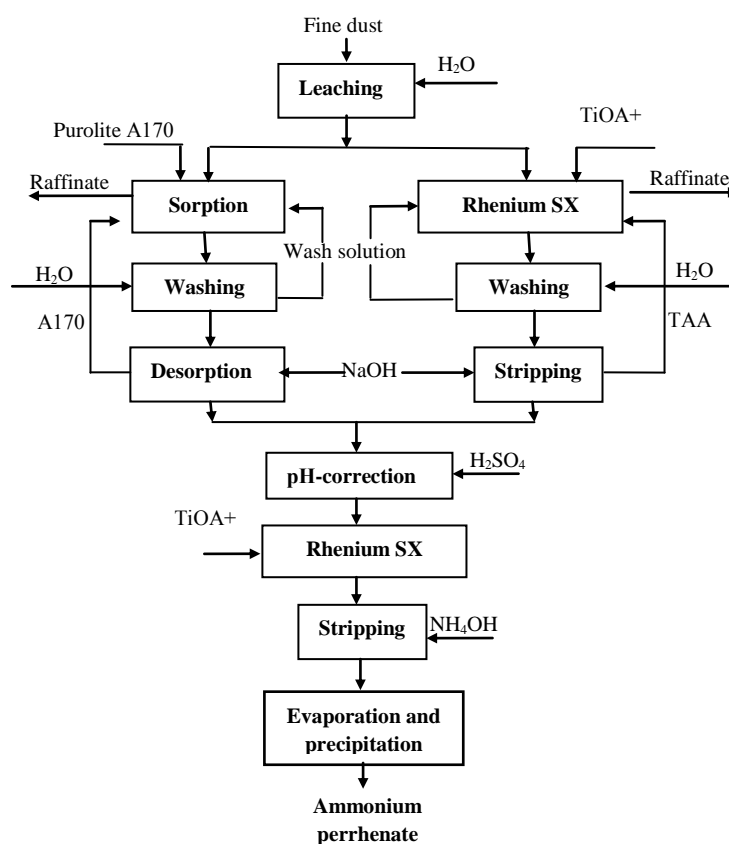 Fine dust
H₂O
Leaching
TiOA+
Purolite A170
Raffinate
Raffinate
Sorption
Rhenium SX
Wash solution
H₂O
H₂O
Washing
Washing
A170
TAA
Desorption
NaOH
Stripping
H₂SO₄
pH-correction
TiOA+
Rhenium SX
Stripping
NH₄OH
Evaporation and
precipitation
Ammonium
perrhenate